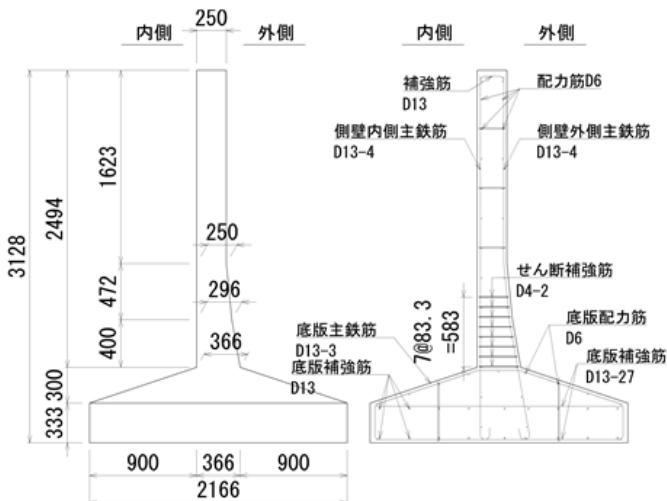 250
内側
外側
1623
2494
3128
250
472
296
400
366
300
333
900
366
900
2166
内側
外側
補強筋
D13
配力筋D6
側壁内側主鉄筋
D13-4
側壁外側主鉄筋
D13-4
せん断補強筋
D4-2
7@83.3
=583
底版主鉄筋
D13-3
底版補強筋
D13
底版配力筋
D6
底版補強筋
D13-27